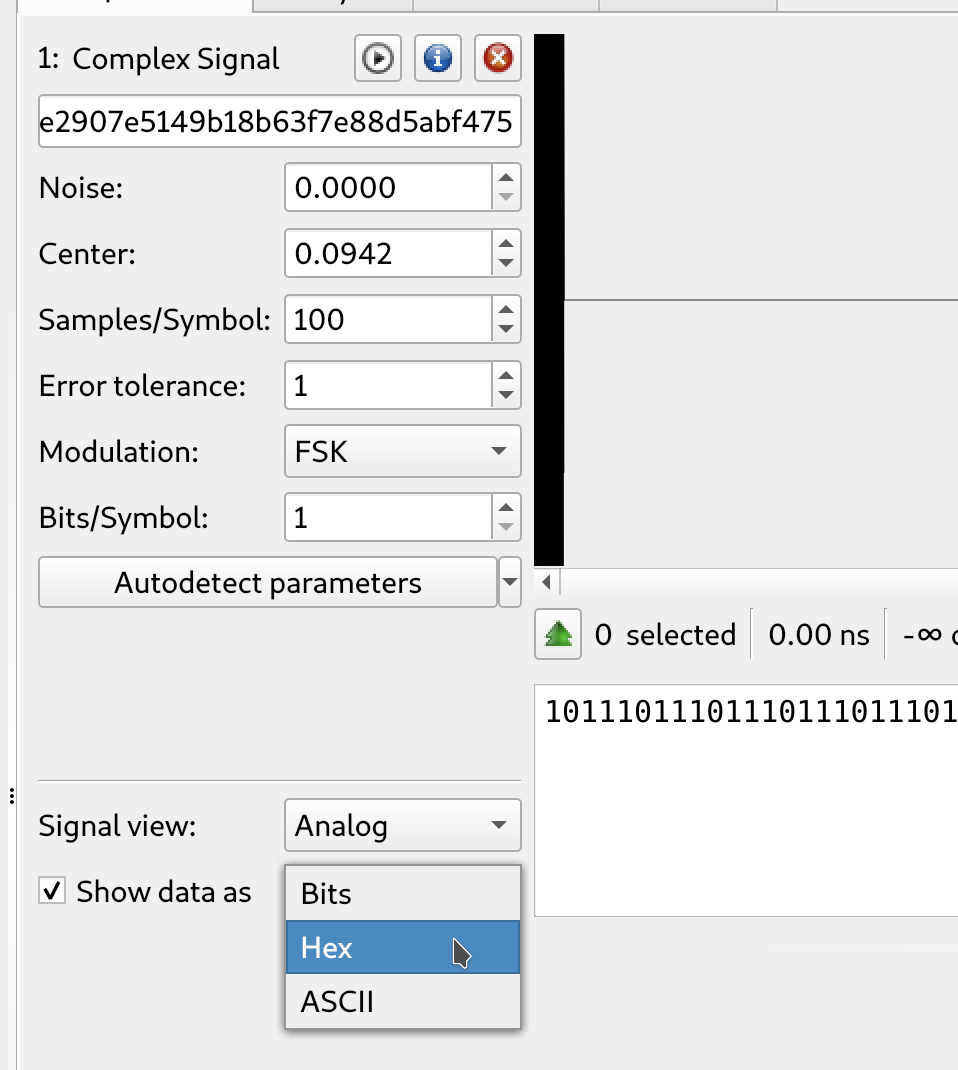 1: Complex Signal
e2907e5149b18b63f7e88d5abf475
Noise: 0.0000
Center: 0.0942
Samples/Symbol: 100
Error tolerance: 1
Modulation: FSK
Bits/Symbol: 1
Autodetect parameters
0 selected 0.00 ns -∞
101110111011101110111011101
Signal view: Analog
Show data as
Bits
Hex
ASCII